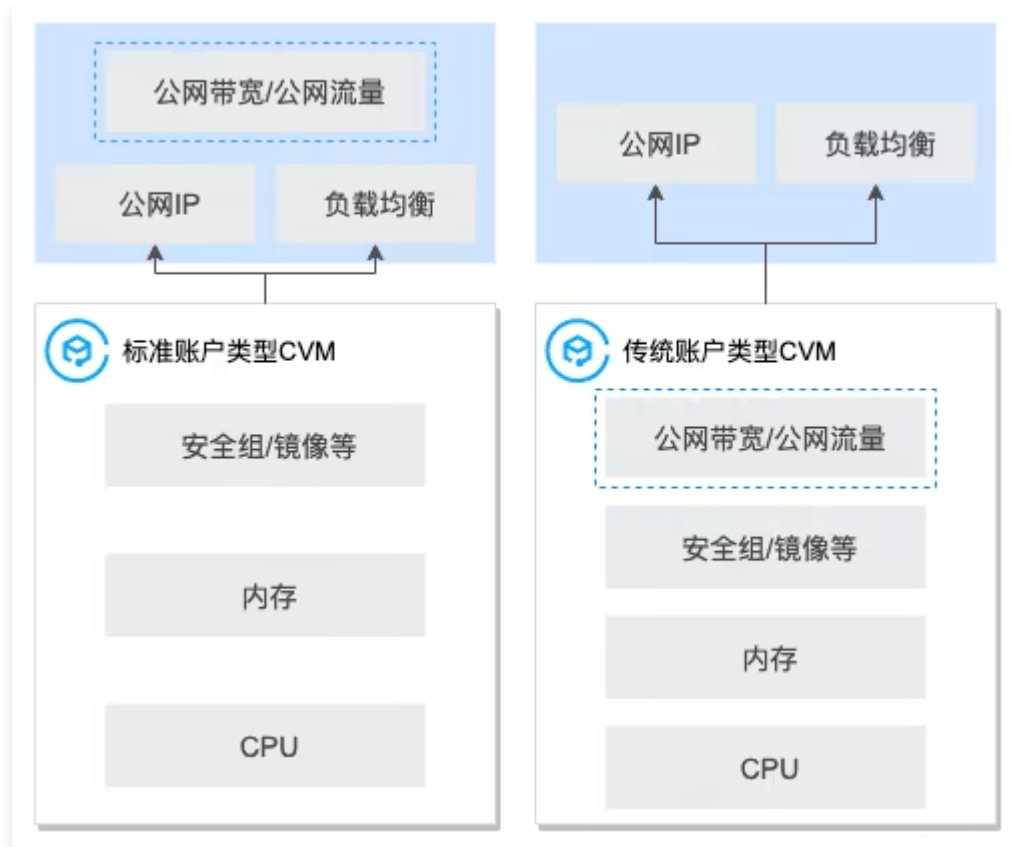 公网带宽/公网流量
公网IP
负载均衡
标准账户类型CVM
安全组/镜像等
内存
CPU
公网IP
负载均衡
传统账户类型CVM
公网带宽/公网流量
安全组/镜像等
内存
CPU